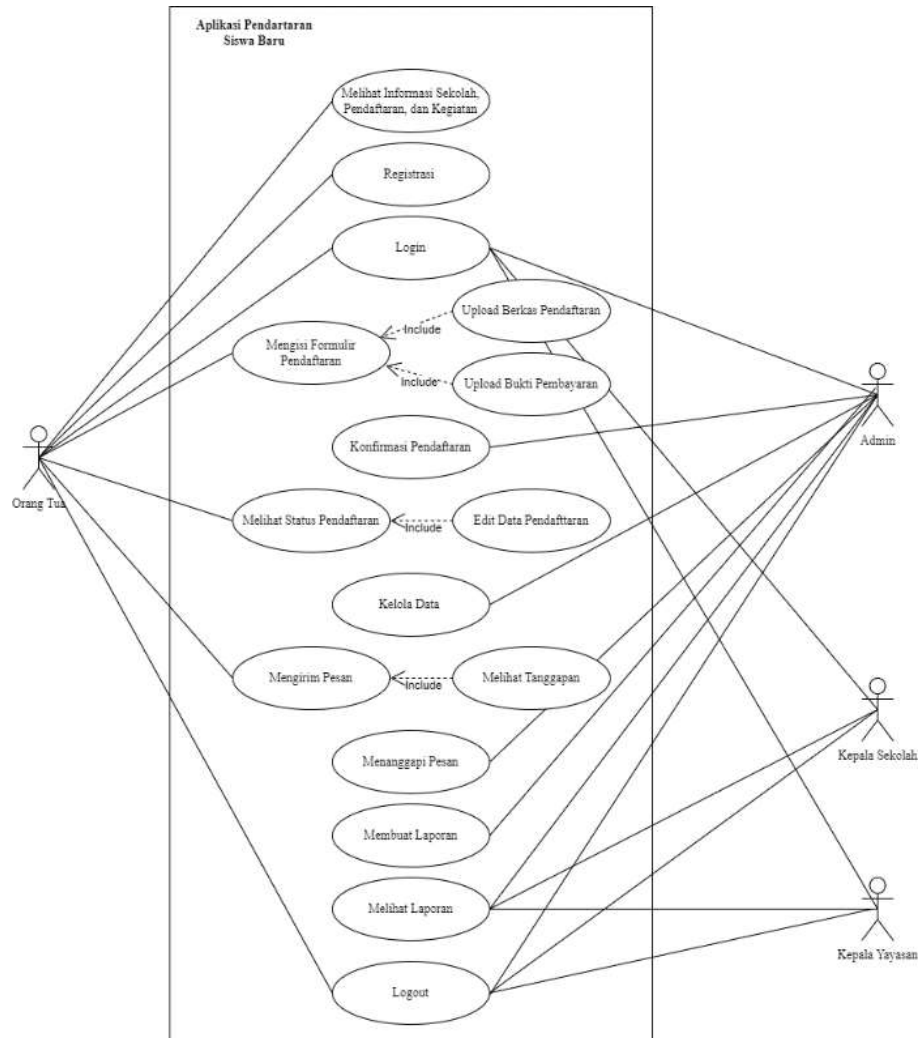 Aplikasi Pendartaran
Siswa Baru
Melihat Informasi Sekolah,
Pendaftaran, dan Kegiatan
Registrasi
Login
Upload Berkas Pendaftaran
Include
Mengisi Formulir
Pendaftaran
Include
Upload Bukti Pembayaran
Konfirmasi Pendaftaran
Admin
Orang Tua
Melihat Status Pendaftaran
Include
Edit Data Pendafttaran
Kelola Data
Mengirim Pesan
Include
Melihat Tanggapan
Menanggapi Pesan
Kepala Sekolah
Membuat Laporan
Melihat Laporan
Kepala Yayasan
Logout